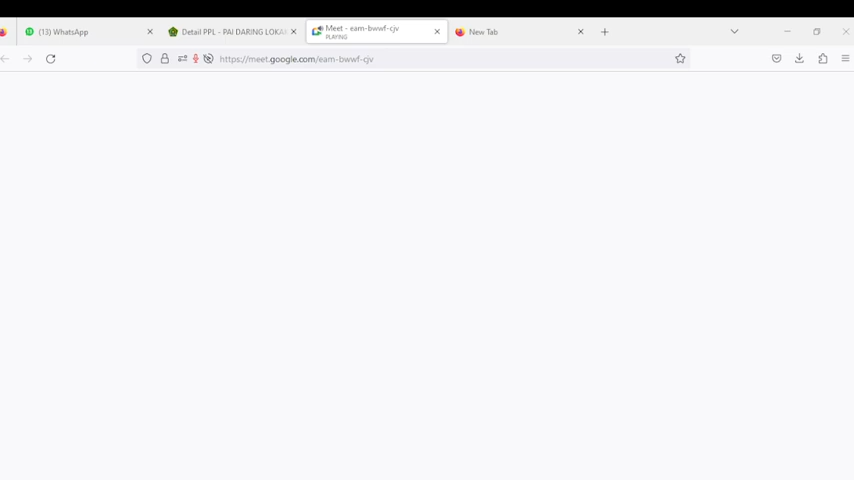 (13) WhatsApp
Detail PPL - PAI DARING LOKA
Meet - eam-bwwf-cjv
PLAYING
New Tab
https://meet.google.com/eam-bwwf-cjv